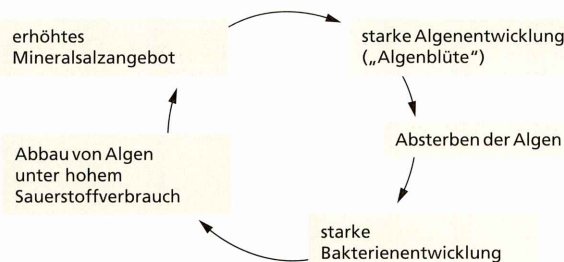 erhöhtes
Mineralsalzangebot
starke Algenentwicklung
(„Algenblüte“)
Absterben der Algen
starke
Bakterienentwicklung
Abbau von Algen
unter hohem
Sauerstoffverbrauch